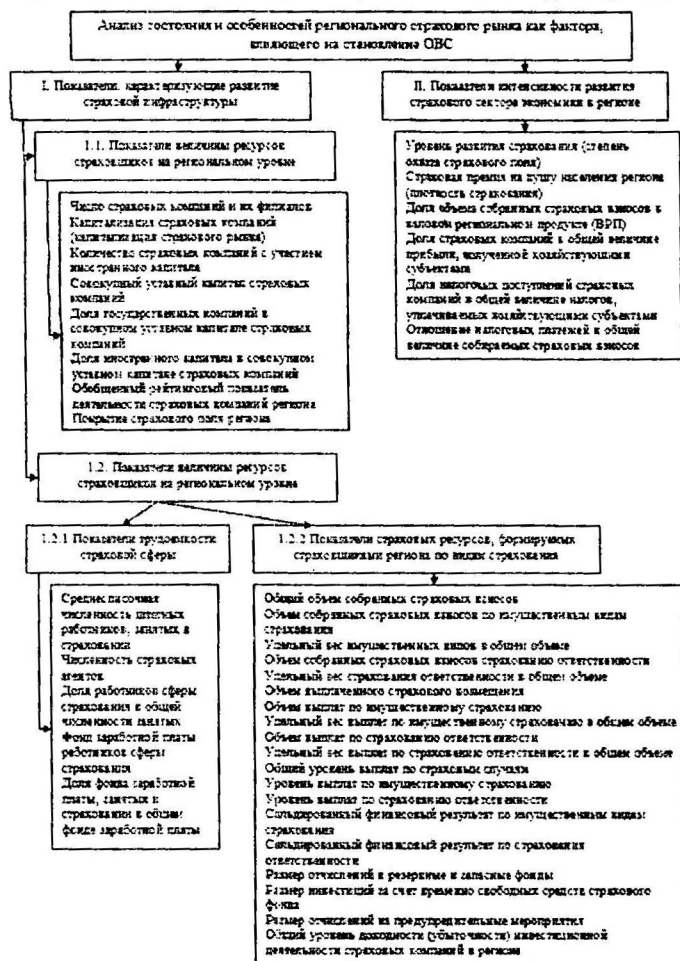 Анализ состояния и особенностей регионального страхового рынка как фактора,
влияющего на становление ОВС
I. Показатели, характеризующие развитие
страховой инфраструктуры
II. Показатели интенсивности развития
страхового сектора экономики в регионе
1.1. Показатели величины ресурсов
страховщиков на региональном уровне
Уровень развития страхования (степень
охвата страхового поля)
Страховая премия на душу населения региона
(плотность страхования)
Доля объема собранных страховых взносов в
валовом региональном продукте (ВРП)
Доля страховых компаний в общей величине
прибыли, полученной хозяйствующими
субъектами
Доля налоговых поступлений страховых
компаний в общей величине налогов,
уплачиваемых хозяйствующими субъектами
Отношение налоговых платежей к общей
величине собираемых страховых взносов
Число страховых компаний и их филиалов
Капитализация страховых компаний
(капитализация страхового рынка)
Количество страховых компаний с участием
иностранного капитала
Совокупный уставный капитал страховых
компаний
Доля государственных компаний в
совокупном уставном капитале страховых
компаний
Доля иностранного капитала в совокупном
уставном капитале страховых компаний
Обобщенный рейтинговый показатель
деятельности страховых компаний региона
Покрытие страхового поля региона
1.2. Показатели величины ресурсов
страховщиков на региональном уровне
1.2.1 Показатели трудоемкости
страховой сферы
1.2.2 Показатели страховых ресурсов, формируемых
страховщиками региона по видам страхования
Среднесписочная
численность штатных
работников, занятых в
страховании
Численность страховых
агентов
Доля работников сферы
страхования в общей
численности занятых
Фонд заработной платы
работников сферы
страхования
Доля фонда заработной
платы, занятых в
страховании в общем
фонде заработной платы
Общий объем собранных страховых взносов
Объем собранных страховых взносов по имущественным видам
страхования
Удельный вес имущественных видов в общем объеме
Объем собранных страховых взносов страхованию ответственности
Удельный вес страхования ответственности в общем объеме
Объем выплаченного страхового возмещения
Объем выплат по имущественному страхованию
Удельный вес выплат по имущественному страхованию в общем объеме
Объем выплат по страхованию ответственности
Удельный вес выплат по страхованию ответственности в общем объеме
Общий уровень выплат по страховым случаям
Уровень выплат по имущественному страхованию
Уровень выплат по страхованию ответственности
Сальдированный финансовый результат по имущественным видам
страхования
Сальдированный финансовый результат по страхования
ответственности
Размер отчислений в резервные и запасные фонды
Размер инвестиций за счет временно свободных средств страхового
фонда
Размер отчислений на предупредительные мероприятия
Общий уровень доходности (убыточности) инвестиционной
деятельности страховых компаний в регионе